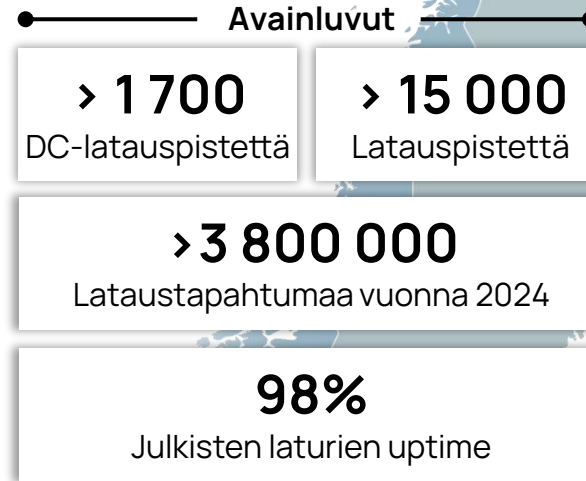 Avainluvut
> 1 700
DC-latauspistettä
> 15 000
Latauspistettä
>3 800 000
Lataustapahtumaa vuonna 2024
98%
Julkisten laturien uptime